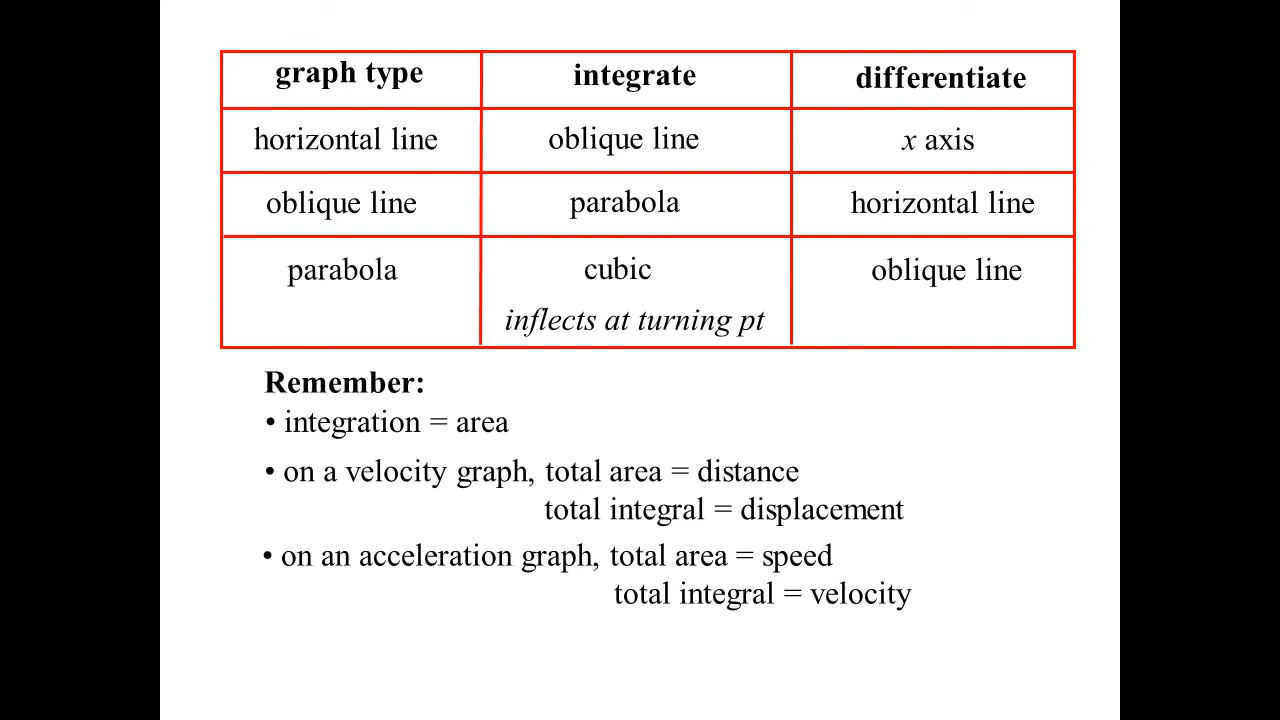 graph type integrate differentiate
horizontal line oblique line x axis
oblique line parabola horizontal line
parabola cubic oblique line
inflects at turning pt
Remember:
• integration = area
• on a velocity graph, total area = distance
total integral = displacement
• on an acceleration graph, total area = speed
total integral = velocity